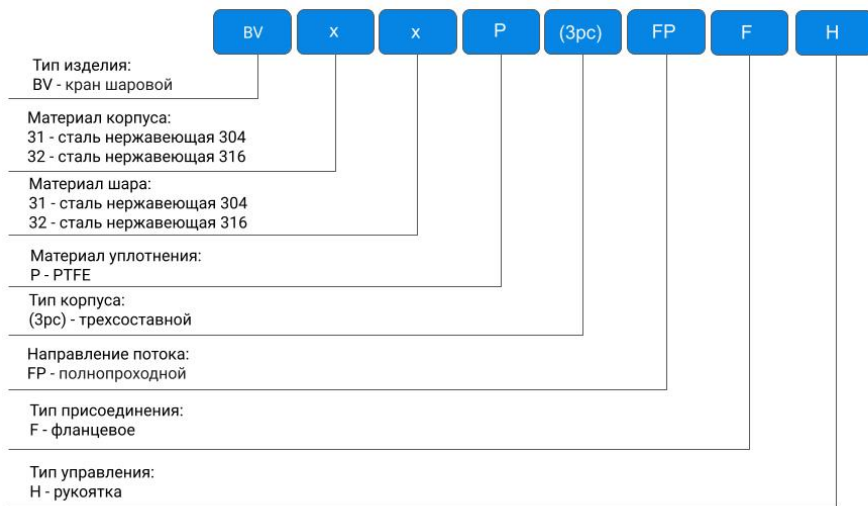 BV x x P (3pc) FP F H
Тип изделия:
BV - кран шаровой
Материал корпуса:
31 - сталь нержавеющая 304
32 - сталь нержавеющая 316
Материал шара:
31 - сталь нержавеющая 304
32 - сталь нержавеющая 316
Материал уплотнения:
P - PTFE
Тип корпуса:
(3pc) - трехсоставной
Направление потока:
FP - полнопроходной
Тип присоединения:
F - фланцевое
Тип управления:
H - рукоятка